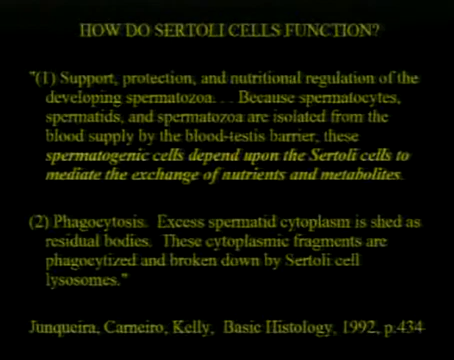 HOW DO SERTOLI CELLS FUNCTION?
"(1) Support, protection, and nutritional regulation of the
developing spermatozoa. . . Because spermatocytes,
spermatids, and spermatozoa are isolated from the
blood supply by the blood-testis barrier, these
spermatogenic cells depend upon the Sertoli cells to
mediate the exchange of nutrients and metabolites.
(2) Phagocytosis. Excess spermatid cytoplasm is shed as
residual bodies. These cytoplasmic fragments are
phagocytized and broken down by Sertoli cell
lysosomes."
Junqueira, Carneiro, Kelly, Basic Histology, 1992, p.434